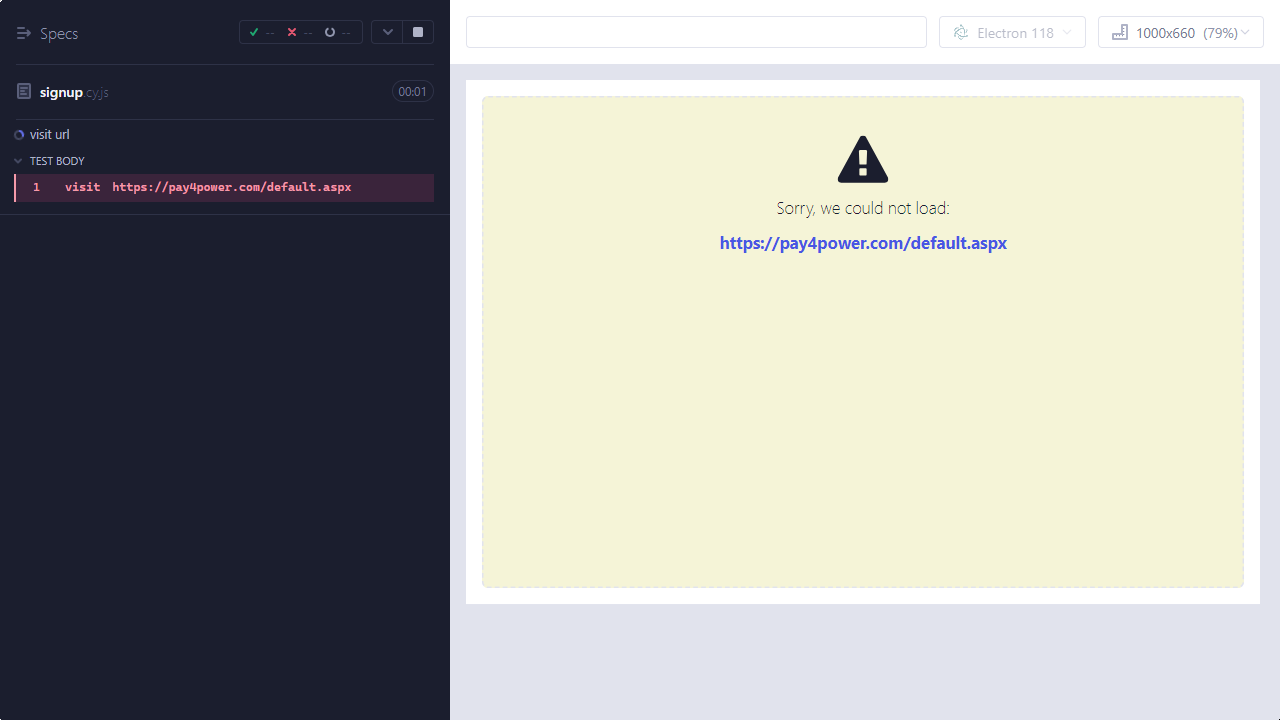 Specs
-- -- --
signup.cy.js 00:01
visit url
TEST BODY
1 visit https://pay4power.com/default.aspx
Electron 118
1000x660 (79%)
Sorry, we could not load:
https://pay4power.com/default.aspx